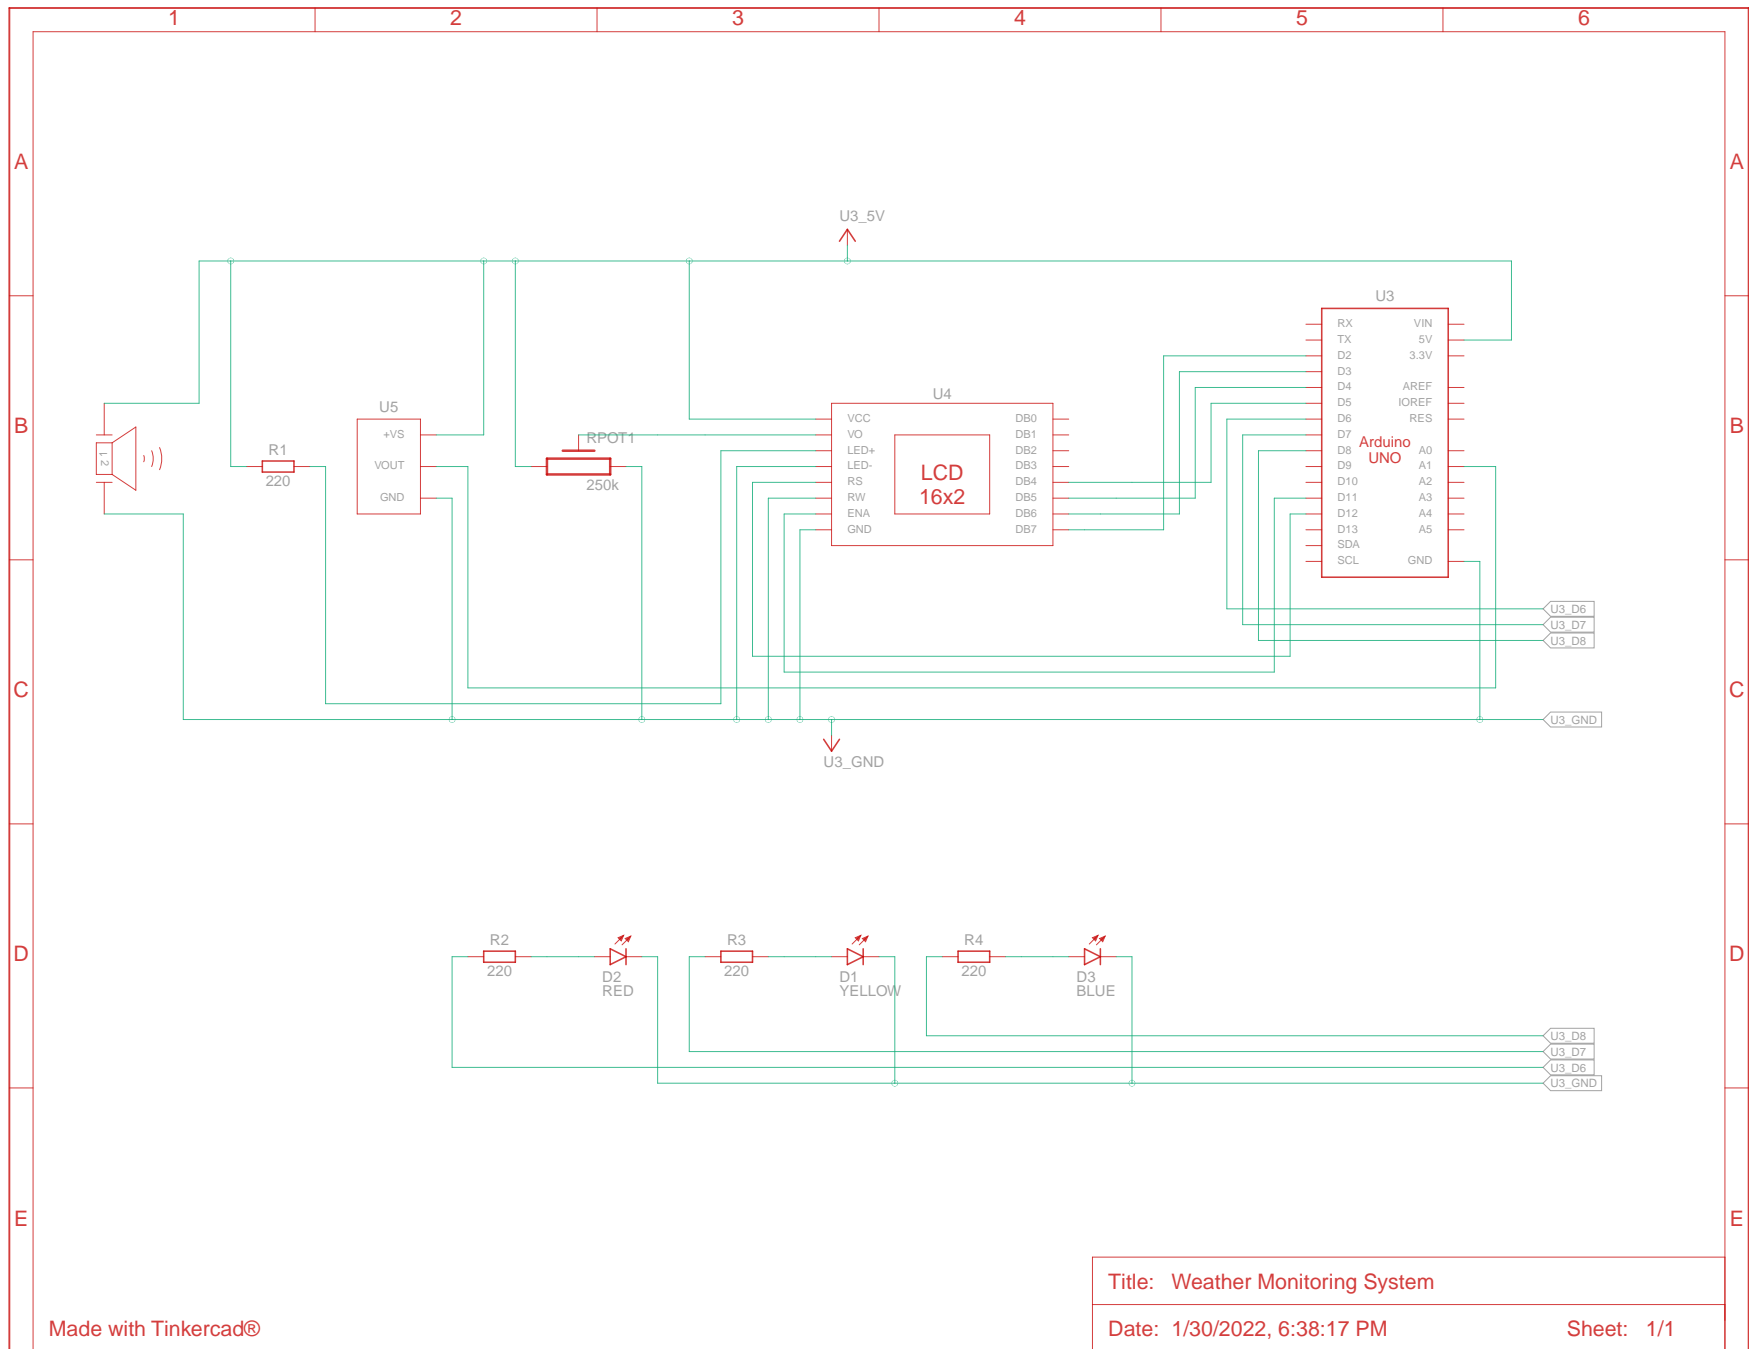 1 2 3 4 5 6
A A
U3_5V
U3
RX VIN
TX 5V
D2 3.3V
D3
D4 AREF
D5 IOREF
D6 RES
D7
D8 A0
D9 A1
D10 A2
D11 A3
D12 A4
D13 A5
SDA
SCL GND
Arduino
UNO
B B
1 2
R1
220
U5
+VS
VOUT
GND
RPOT1
250k
U4
VCC DB0
VO DB1
LED+ DB2
LED- DB3
RS DB4
RW DB5
ENA DB6
GND DB7
LCD
16x2
U3_D6
U3_D7
U3_D8
C C
U3_GND
U3_GND
D D
R2
220
D2
RED
R3
220
D1
YELLOW
R4
220
D3
BLUE
U3_D8
U3_D7
U3_D6
U3_GND
E E
Title: Weather Monitoring System
Made with Tinkercad®
Date: 1/30/2022, 6:38:17 PM Sheet: 1/1